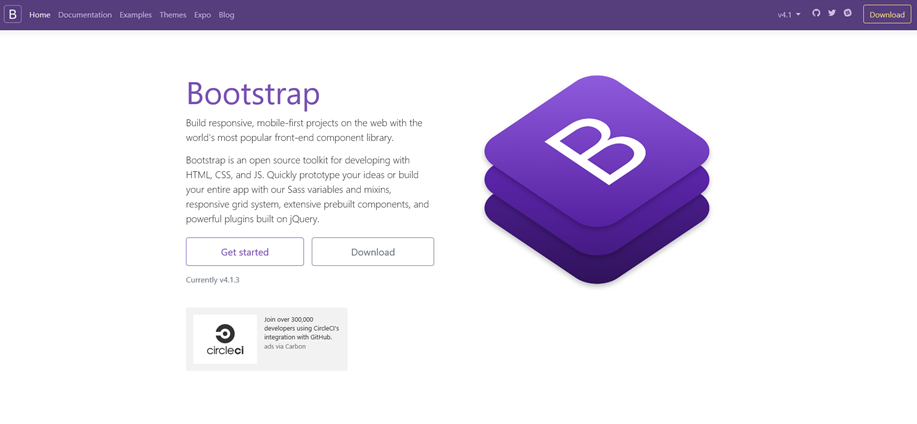 B Home Documentation Examples Themes Expo Blog v4.1 Download
Bootstrap
Build responsive, mobile-first projects on the web with the
world's most popular front-end component library.
Bootstrap is an open source toolkit for developing with
HTML, CSS, and JS. Quickly prototype your ideas or build
your entire app with our Sass variables and mixins,
responsive grid system, extensive prebuilt components, and
powerful plugins built on jQuery.
Get started Download
Currently v4.1.3
circleci
Join over 300,000
developers using CircleCI's
integration with GitHub.
ads via Carbon
B